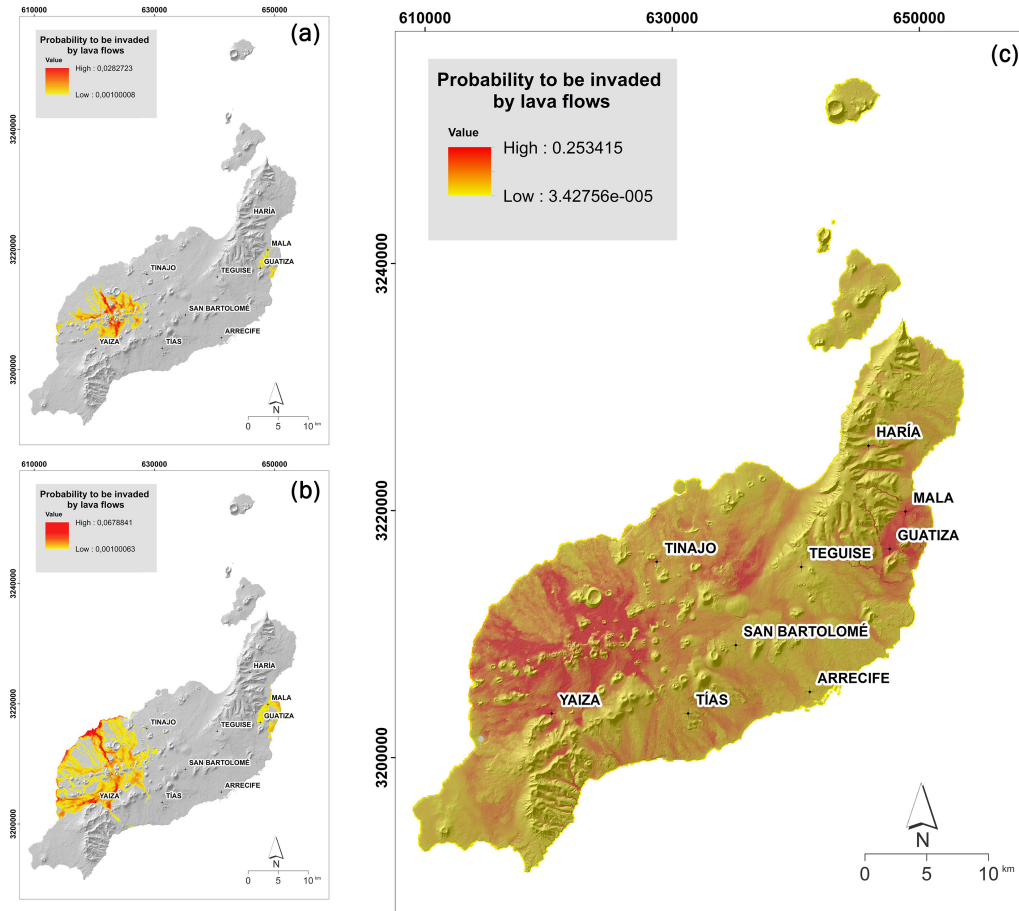 610000 630000 650000
(a)
Probability to be invaded
by lava flows
Value
High : 0,0282723
Low : 0,00100008
3240000
3220000
3200000
HARÍA
MALA
GUATIZA
TINAJO
TEGUISE
SAN BARTOLOMÉ
ARRECIFE
YAIZA
TÍAS
N
0 5 10 km
610000 630000 650000
(b)
Probability to be invaded
by lava flows
Value
High : 0,0678841
Low : 0,00100063
3240000
3220000
3200000
HARÍA
MALA
GUATIZA
TINAJO
TEGUISE
SAN BARTOLOMÉ
ARRECIFE
YAIZA
TÍAS
N
0 5 10 km
610000 630000 650000
(c)
Probability to be invaded
by lava flows
Value
High : 0.253415
Low : 3.42756e-005
3240000
3220000
3200000
HARÍA
MALA
GUATIZA
TINAJO
TEGUISE
SAN BARTOLOMÉ
ARRECIFE
YAIZA
TÍAS
N
0 5 10 km